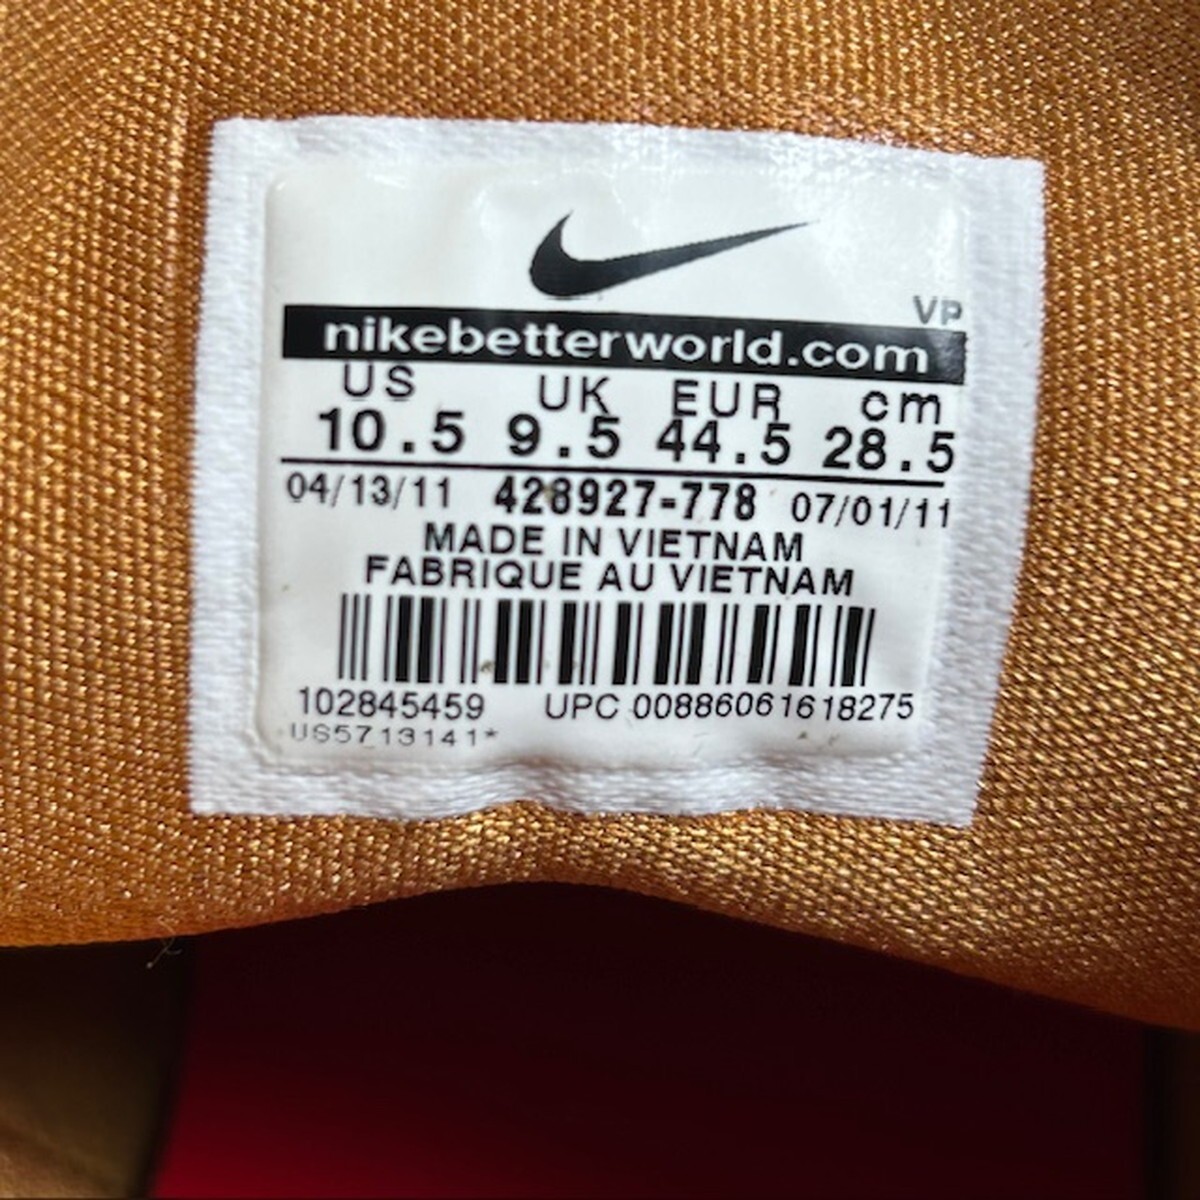 VP
nikebetterworld.com
US UK EUR cm
10.5 9.5 44.5 28.5
04/13/11 428927-778 07/01/11
MADE IN VIETNAM
FABRIQUE AU VIETNAM
102845459 UPC 00886061618275
US5713141*